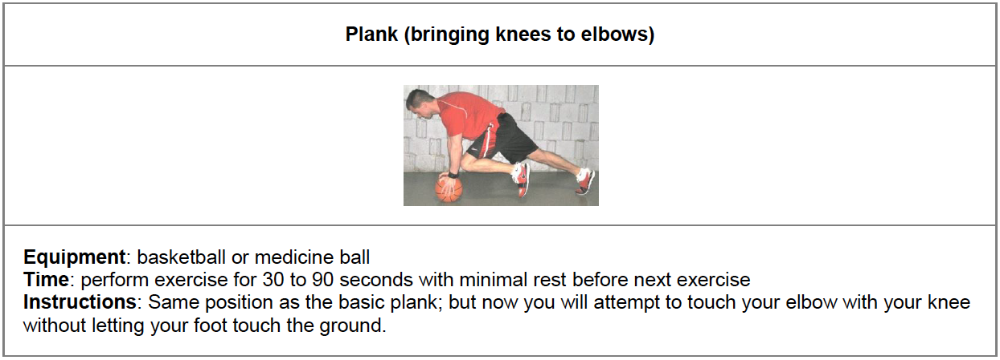 Plank (bringing knees to elbows)
Equipment: basketball or medicine ball
Time: perform exercise for 30 to 90 seconds with minimal rest before next exercise
Instructions: Same position as the basic plank; but now you will attempt to touch your elbow with your knee
without letting your foot touch the ground.